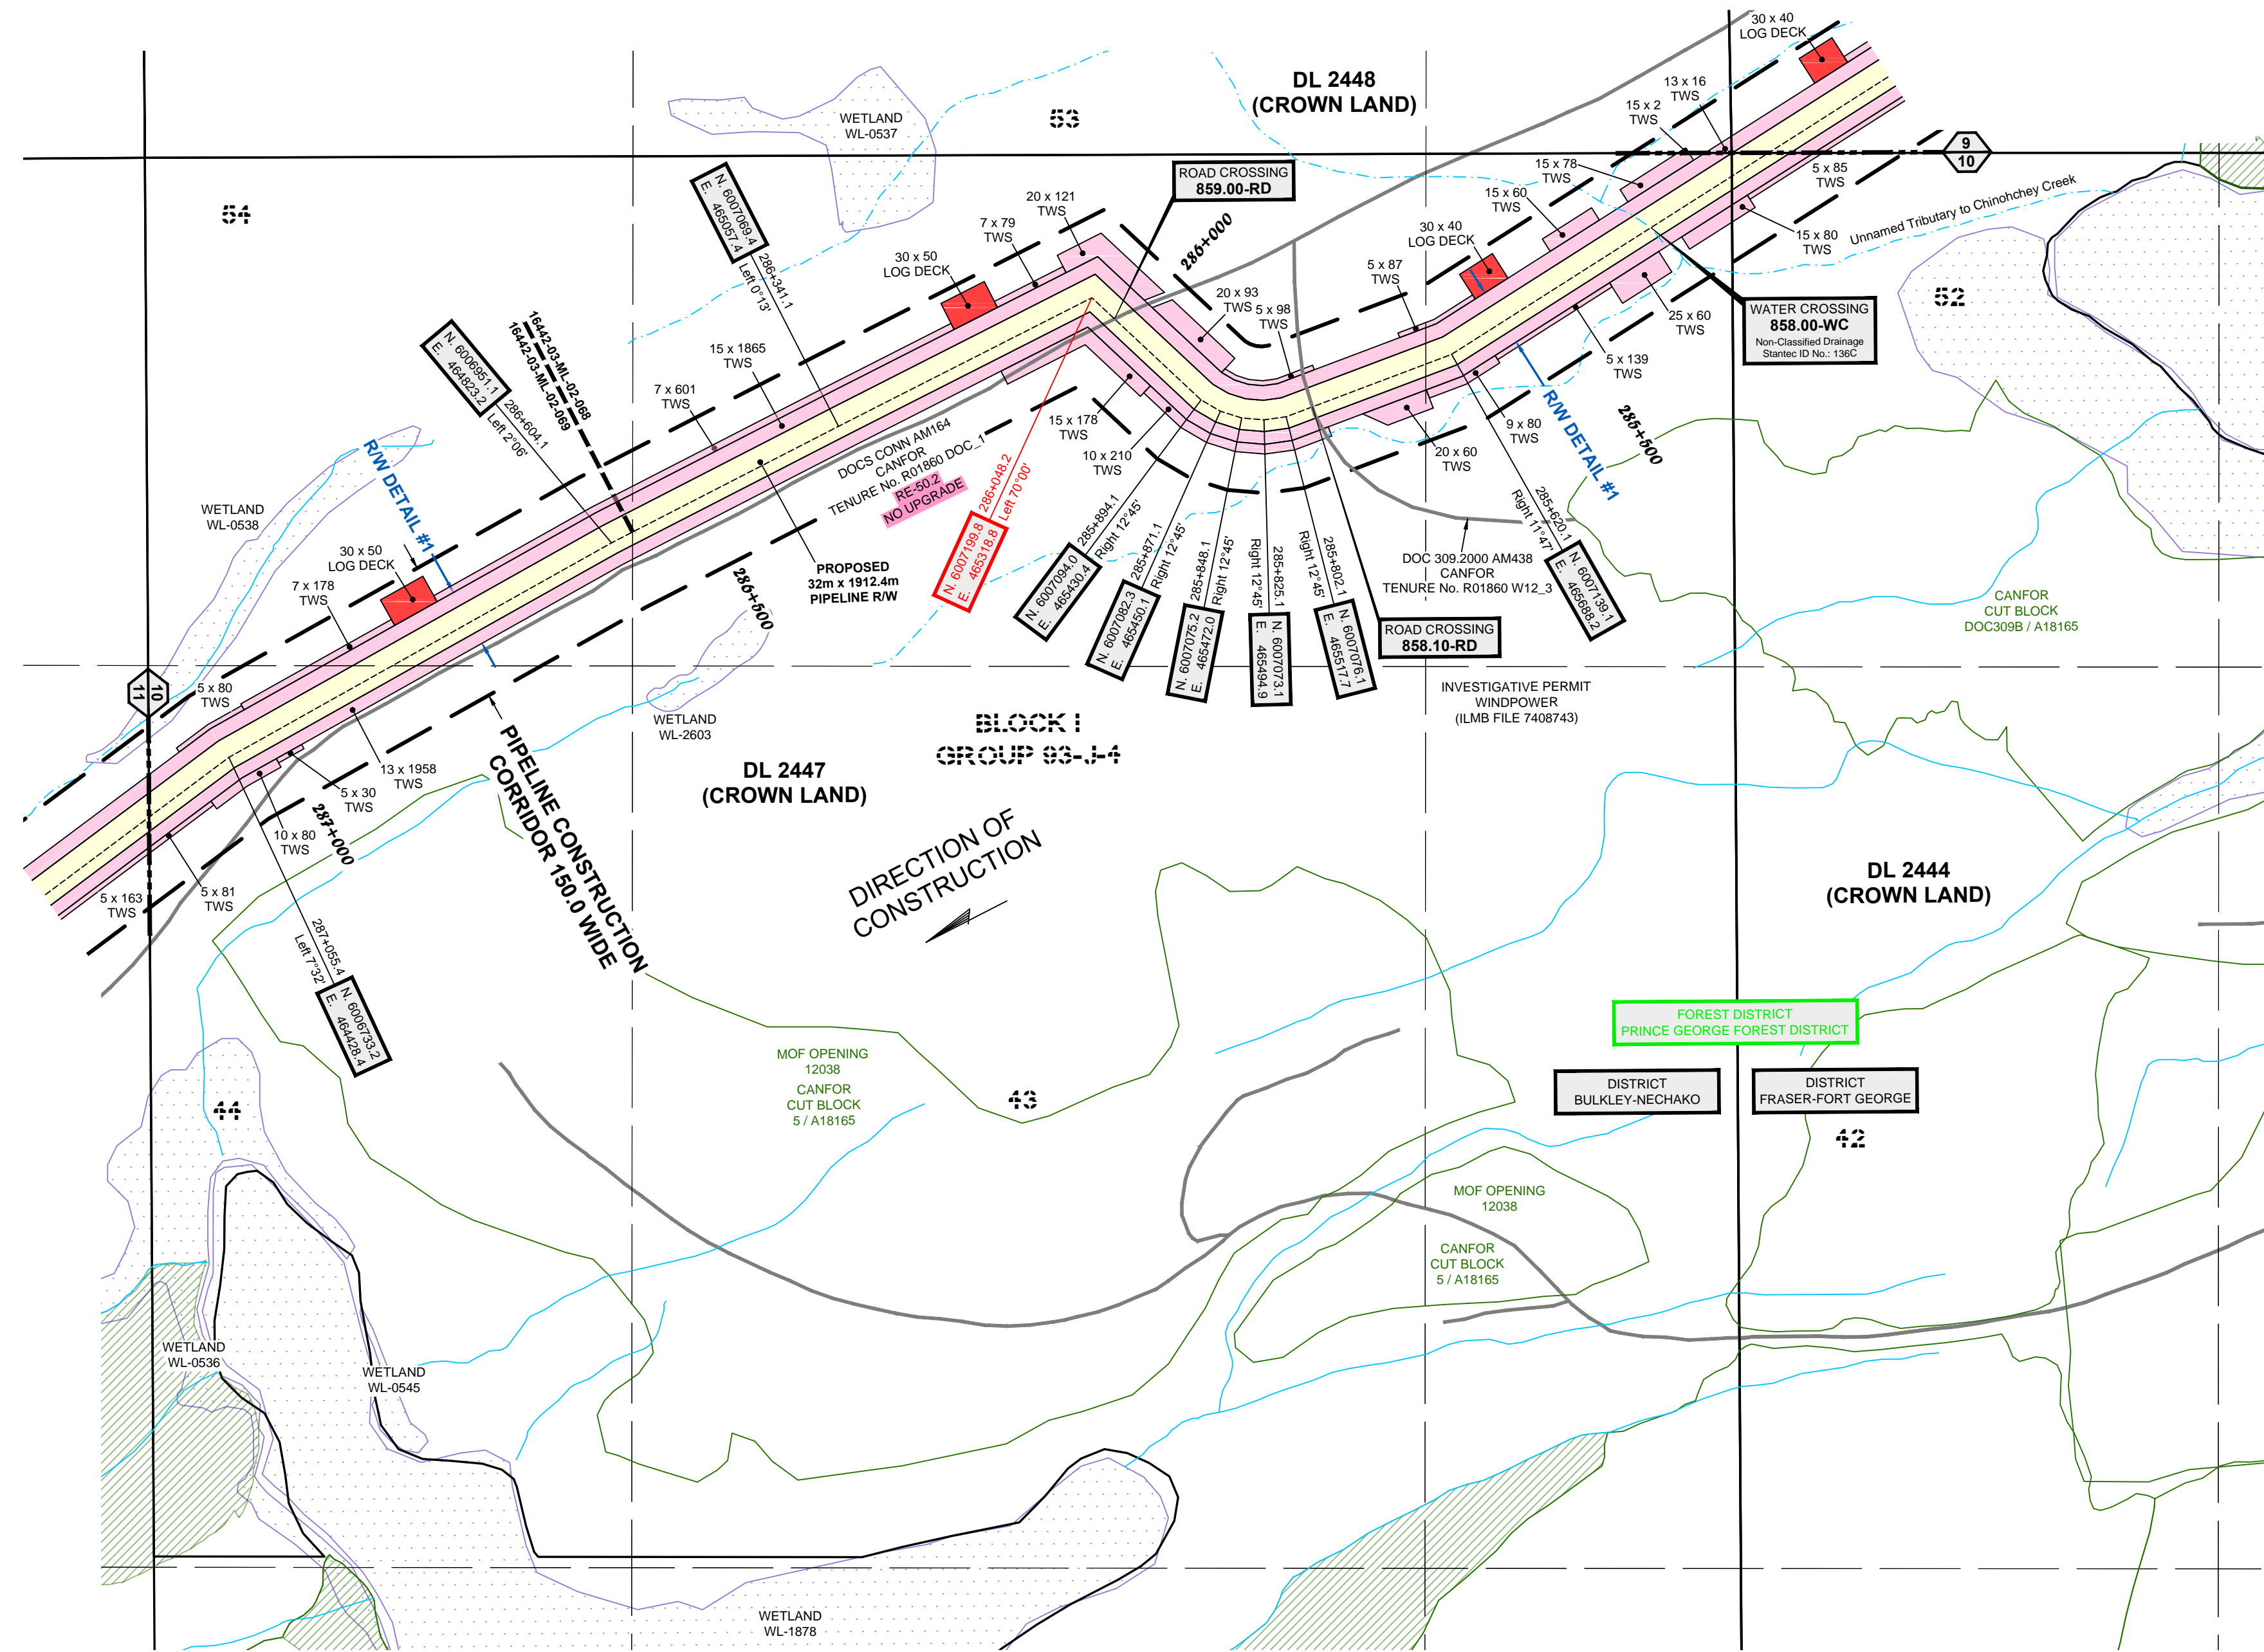 30 x 40
LOG DECK
13 x 16
TWS
15 x 2
TWS
DL 2448
(CROWN LAND)
53
WETLAND
WL-0537
9
10
15 x 78
TWS
5 x 85
TWS
ROAD CROSSING
859.00-RD
N. 6007069.4
E. 465057.4
286+341.1
Left 0°13'
20 x 121
TWS
15 x 60
TWS
54
7 x 79
TWS
286+000
30 x 40
LOG DECK
15 x 80
TWS
Unnamed Tributary to Chinohchey Creek
30 x 50
LOG DECK
5 x 87
TWS
52
20 x 93
TWS
5 x 98
TWS
25 x 60
TWS
WATER CROSSING
858.00-WC
Non-Classified Drainage
Stantec ID No.: 136C
N. 6006951.1
E. 464823.2
286+604.1
Left 2°06'
16442-03-ML-02-068
16442-03-ML-02-069
15 x 1865
TWS
7 x 601
TWS
5 x 139
TWS
R/W DETAIL #1
15 x 178
TWS
9 x 80
TWS
R/W DETAIL #1
285+500
DOCS CONN AM164
CANFOR
TENURE No. R01860 DOC_1
RE-50.2
NO UPGRADE
10 x 210
TWS
20 x 60
TWS
286+048.2
Left 70°00'
N. 6007199.8
E. 465318.8
WETLAND
WL-0538
285+894.1
Right 12°45'
N. 6007094.0
E. 465430.4
285+871.1
Right 12°45'
N. 6007082.3
E. 465450.1
285+848.1
Right 12°45'
N. 6007075.2
E. 465472.0
285+825.1
Right 12°45'
N. 6007073.1
E. 465494.9
285+802.1
Right 12°45'
N. 6007076.1
E. 465517.7
285+620.1
Right 11°47'
N. 6007139.1
E. 465688.2
30 x 50
LOG DECK
7 x 178
TWS
PROPOSED
32m x 1912.4m
PIPELINE R/W
286+500
DOC 309.2000 AM438
CANFOR
TENURE No. R01860 W12_3
CANFOR
CUT BLOCK
DOC309B / A18165
ROAD CROSSING
858.10-RD
10
11
5 x 80
TWS
INVESTIGATIVE PERMIT
WINDPOWER
(ILMB FILE 7408743)
WETLAND
WL-2603
BLOCK I
GROUP 93-J-4
PIPELINE CONSTRUCTION
CORRIDOR 150.0 WIDE
DL 2447
(CROWN LAND)
13 x 1958
TWS
5 x 30
TWS
10 x 80
TWS
287+000
DIRECTION OF
CONSTRUCTION
DL 2444
(CROWN LAND)
5 x 81
TWS
5 x 163
TWS
287+055.4
Left 7°32'
N. 6006733.2
E. 464428.4
FOREST DISTRICT
PRINCE GEORGE FOREST DISTRICT
MOF OPENING
12038
CANFOR
CUT BLOCK
5 / A18165
DISTRICT
BULKLEY-NECHAKO
DISTRICT
FRASER-FORT GEORGE
44
43
42
MOF OPENING
12038
CANFOR
CUT BLOCK
5 / A18165
WETLAND
WL-0536
WETLAND
WL-0545
WETLAND
WL-1878